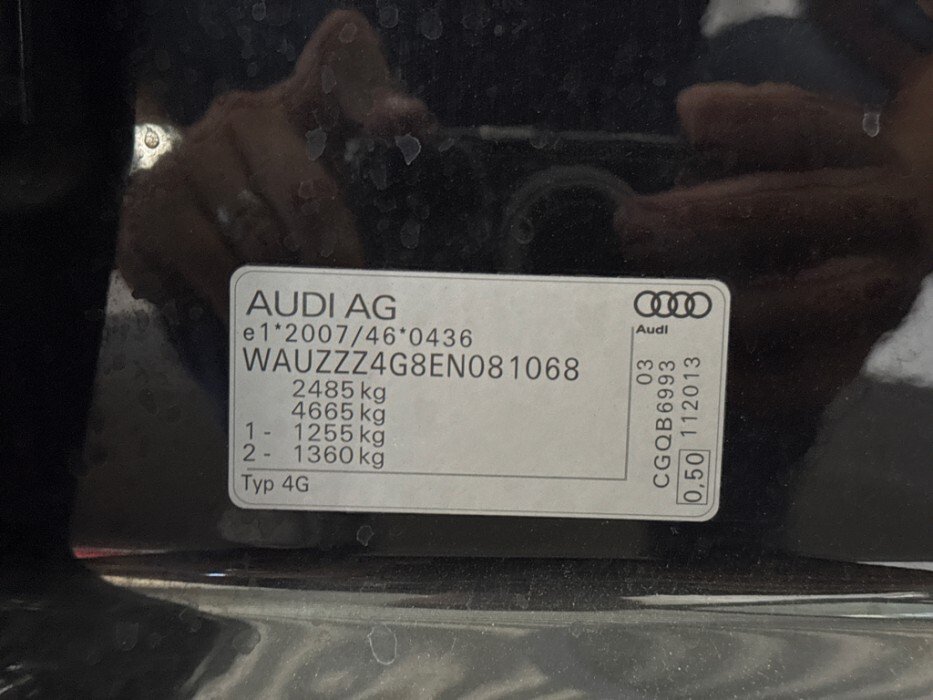 AUDI AG
e1*2007/46*0436
WAUZZZ4G8EN081068
2485 kg
4665 kg
1 - 1255 kg
2 - 1360 kg
Typ 4G
Audi
03
CGQB6993
0,50 112013